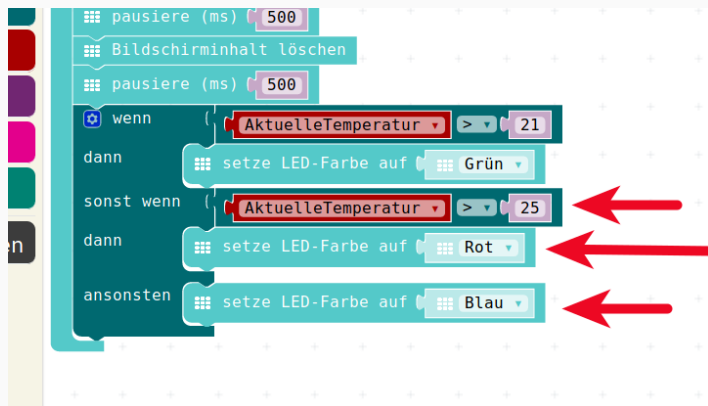 pausiere (ms) 500
Bildschirminhalt löschen
pausiere (ms) 500
wenn AktuelleTemperatur > 21
dann setze LED-Farbe auf Grün
sonst wenn AktuelleTemperatur > 25
dann setze LED-Farbe auf Rot
en
ansonsten setze LED-Farbe auf Blau